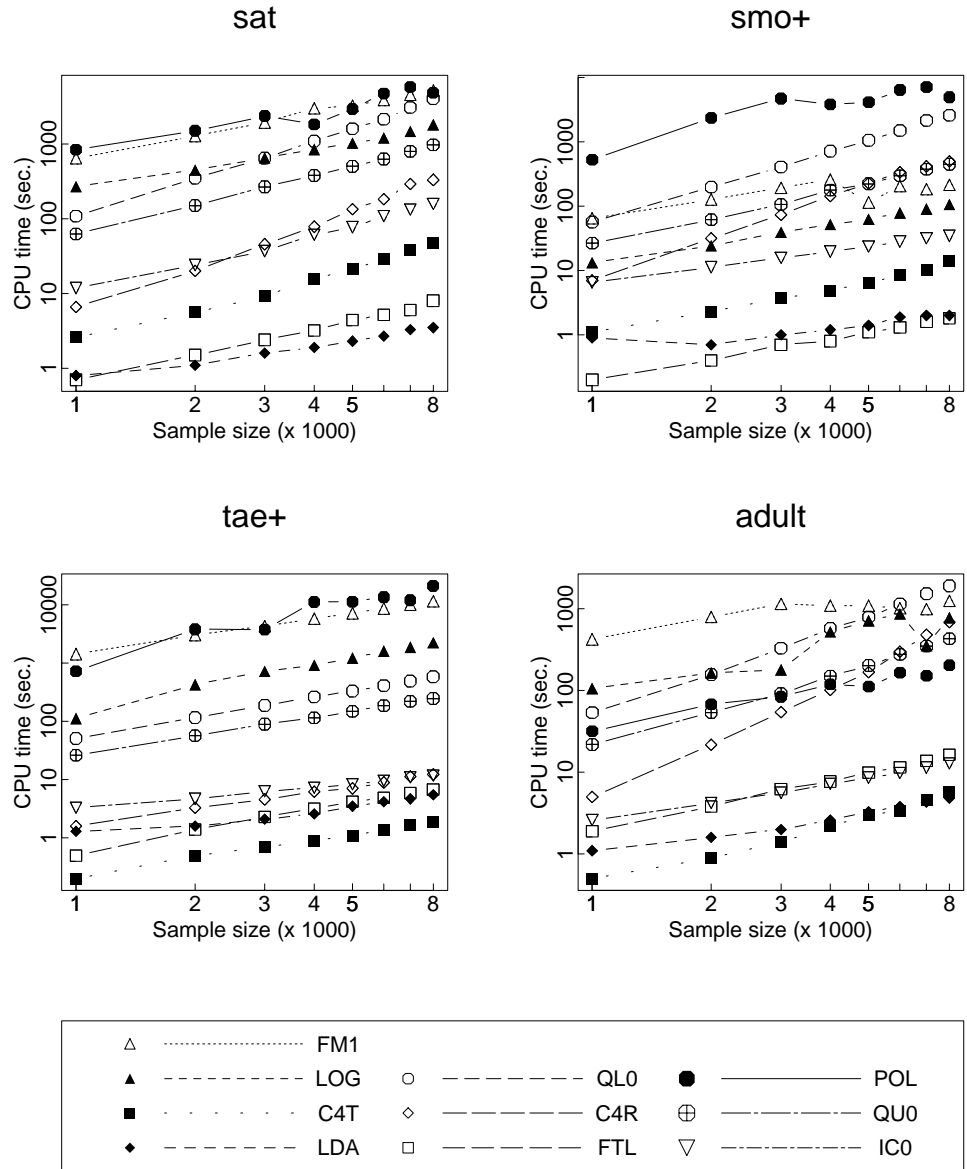 sat
CPU time (sec.)
1000
100
10
1
1 2 3 4 5 8
Sample size (x 1000)
smo+
CPU time (sec.)
1000
100
10
1
1 2 3 4 5 8
Sample size (x 1000)
tae+
CPU time (sec.)
10000
100
10
1
1 2 3 4 5 8
Sample size (x 1000)
adult
CPU time (sec.)
1000
100
10
1
1 2 3 4 5 8
Sample size (x 1000)
FM1
LOG QL0 POL
C4T C4R QU0
LDA FTL IC0